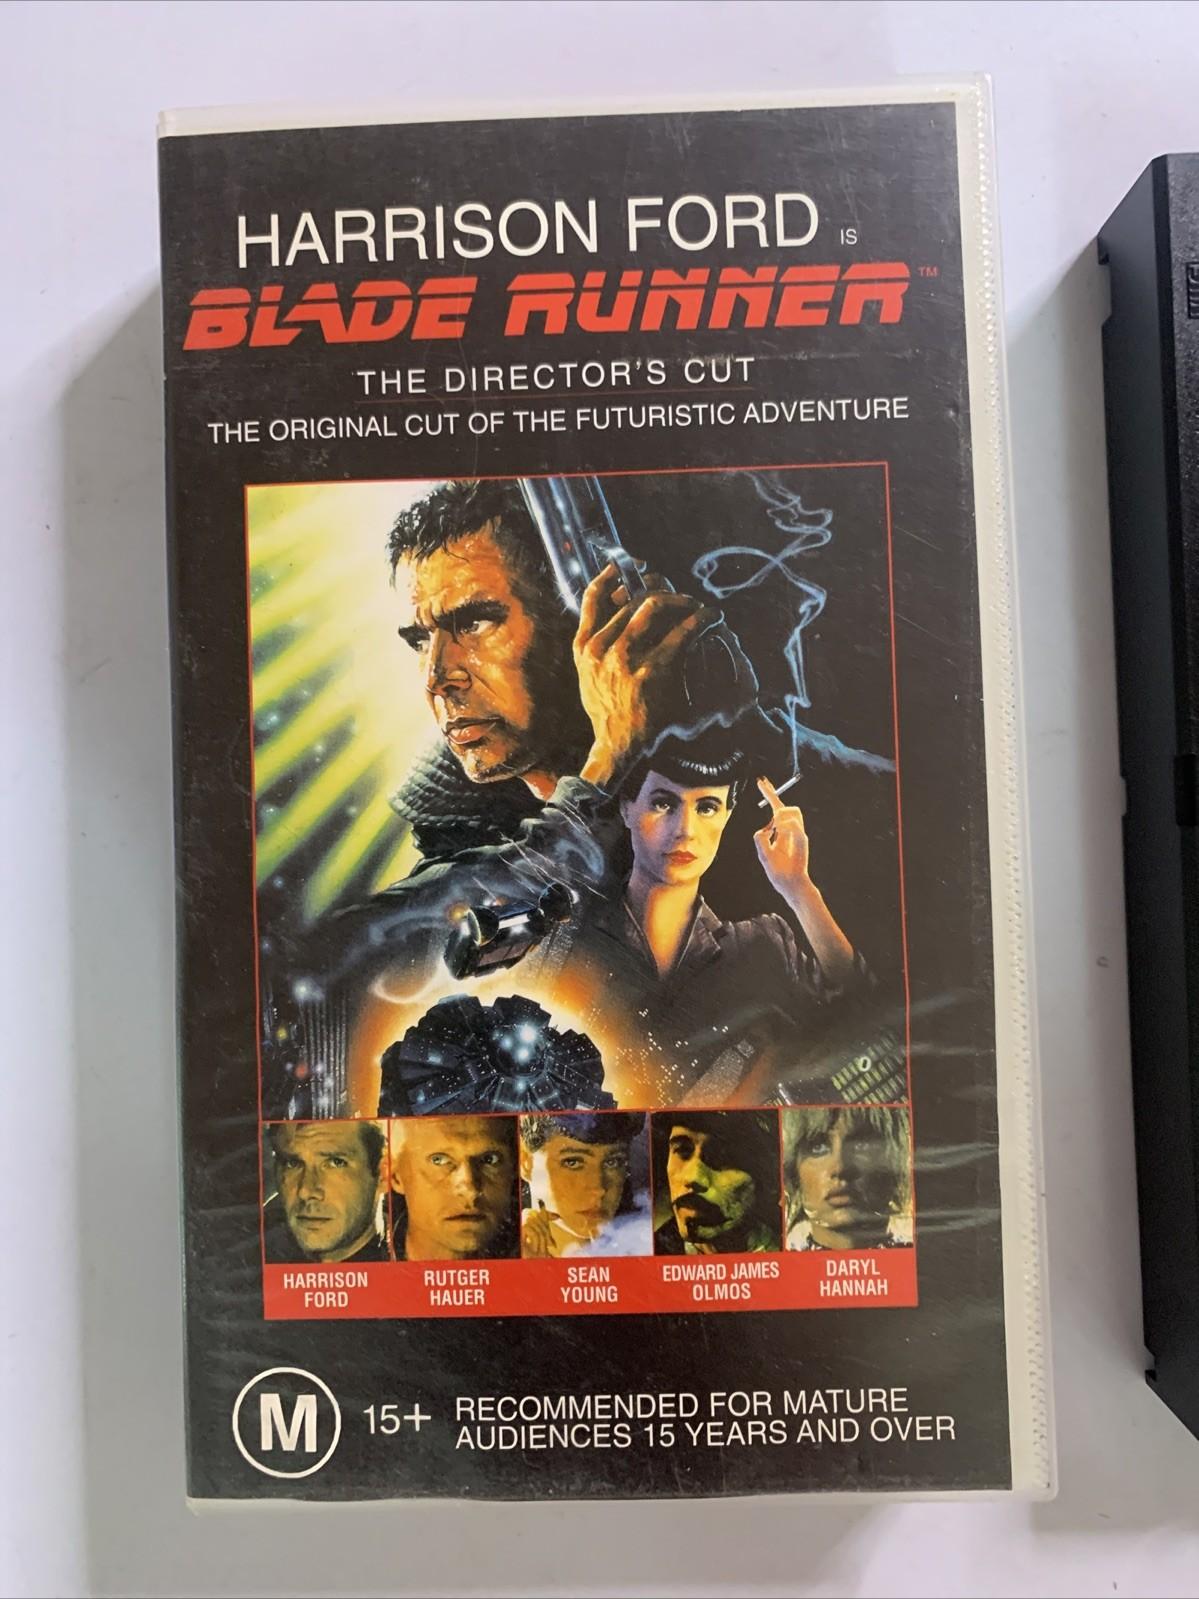 HARRISON FORD IS
BLADE RUNNER™
THE DIRECTOR'S CUT
THE ORIGINAL CUT OF THE FUTURISTIC ADVENTURE
HARRISON FORD
RUTGER HAUER
SEAN YOUNG
EDWARD JAMES OLMOS
DARYL HANNAH
M 15+ RECOMMENDED FOR MATURE
AUDIENCES 15 YEARS AND OVER